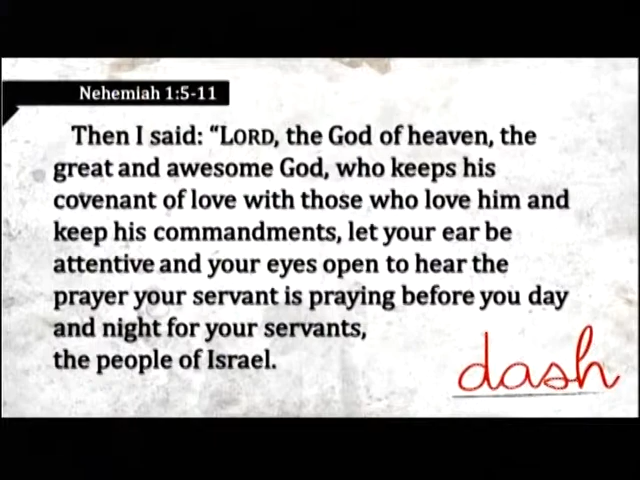 Nehemiah 1:5-11
Then I said: “LORD, the God of heaven, the
great and awesome God, who keeps his
covenant of love with those who love him and
keep his commandments, let your ear be
attentive and your eyes open to hear the
prayer your servant is praying before you day
and night for your servants,
the people of Israel.
dash